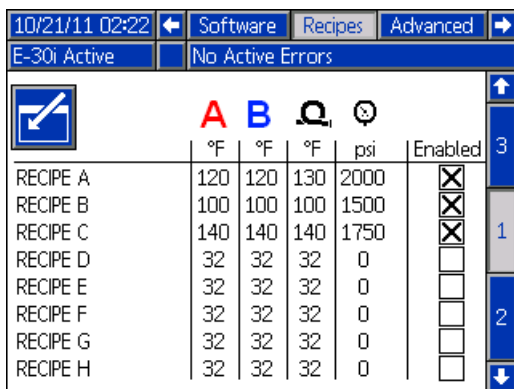 10/21/11 02:22 Software Recipes Advanced
E-30i Active No Active Errors
A B
°F °F °F psi Enabled
RECIPE A 120 120 130 2000
RECIPE B 100 100 100 1500
RECIPE C 140 140 140 1750
RECIPE D 32 32 32 0
RECIPE E 32 32 32 0
RECIPE F 32 32 32 0
RECIPE G 32 32 32 0
RECIPE H 32 32 32 0
3
1
2